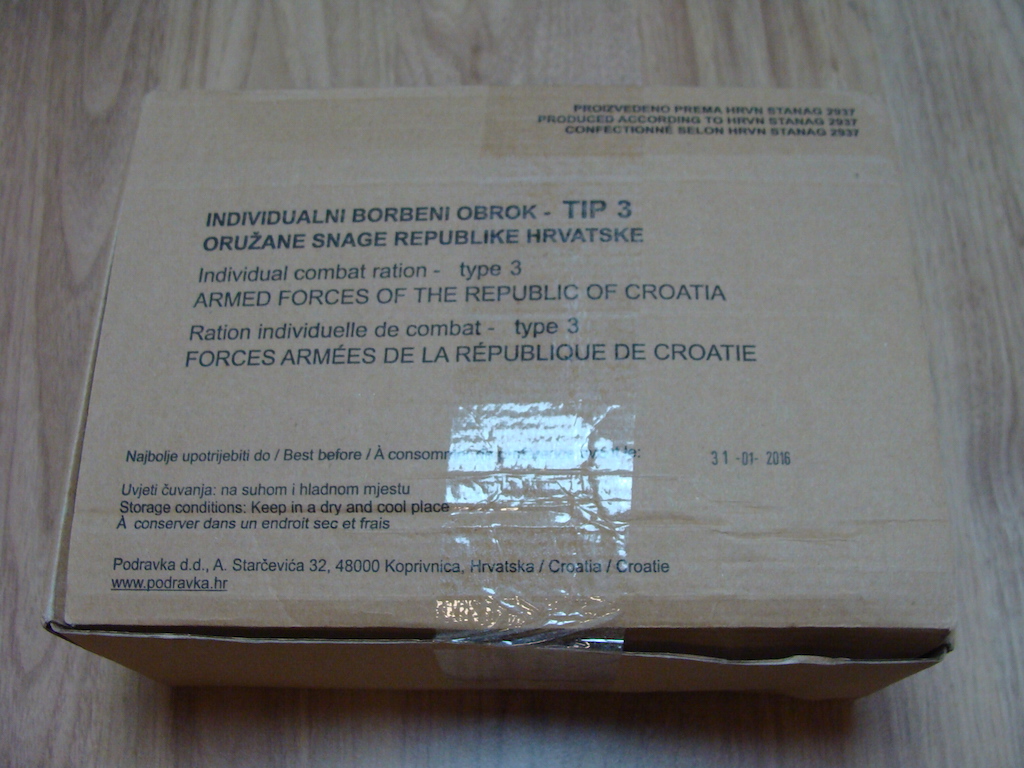 PROIZVEDENO PREMA HRVN STANAG 2937
PRODUCED ACCORDING TO HRVN STANAG 2937
CONFECTIONNÉ SELON HRVN STANAG 2937
INDIVIDUALNI BORBENI OBROK - TIP 3
ORUŽANE SNAGE REPUBLIKE HRVATSKE
Individual combat ration - type 3
ARMED FORCES OF THE REPUBLIC OF CROATIA
Ration individuelle de combat - type 3
FORCES ARMÉES DE LA RÉPUBLIQUE DE CROATIE
Najbolje upotrijebiti do / Best before / À 31 -01- 2016
Uvjeti čuvanja: na suhom i hladnom mjestu
Storage conditions: Keep in a dry and cool place
À conserver dans un endroit sec et frais
Podravka d.d., A. Starčevića 32, 48000 Koprivnica, Hrvatska / Croatia / Croatie
www.podravka.hr